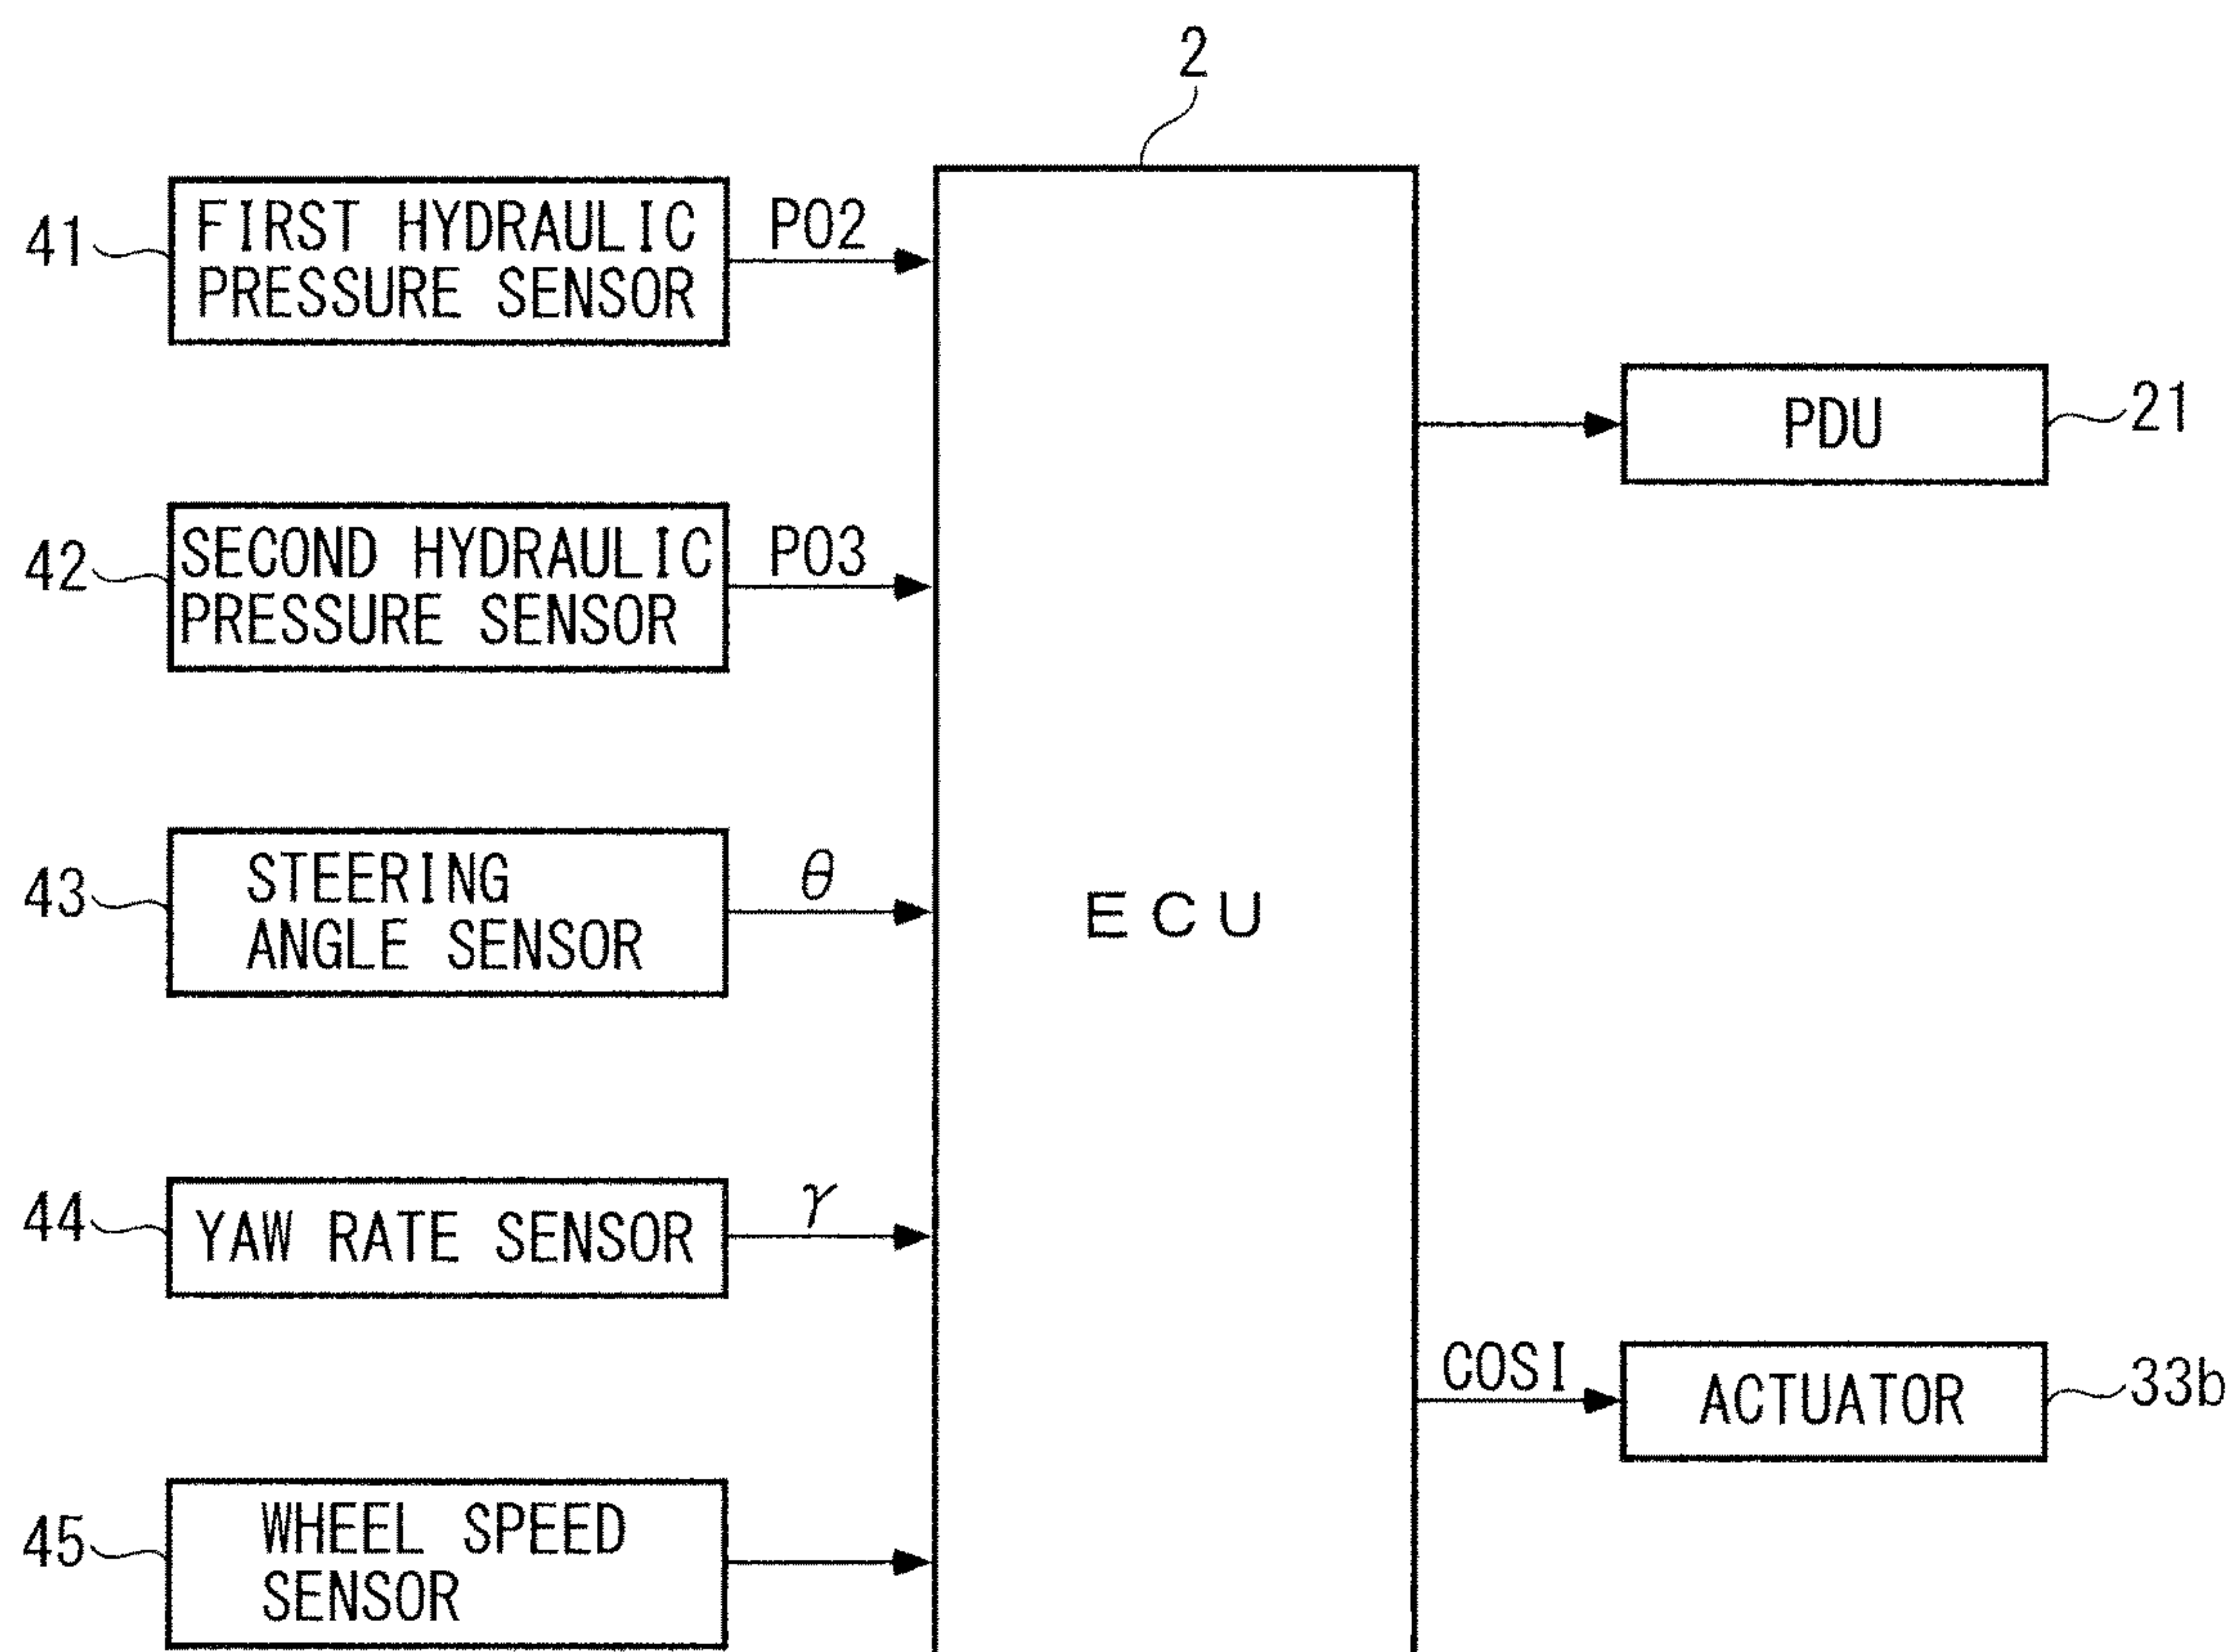 2
41
FIRST HYDRAULIC
PRESSURE SENSOR
PO2
42
SECOND HYDRAULIC
PRESSURE SENSOR
PO3
43
STEERING
ANGLE SENSOR
θ
44
YAW RATE SENSOR
γ
45
WHEEL SPEED
SENSOR
ECU
PDU
21
COSI
ACTUATOR
33b